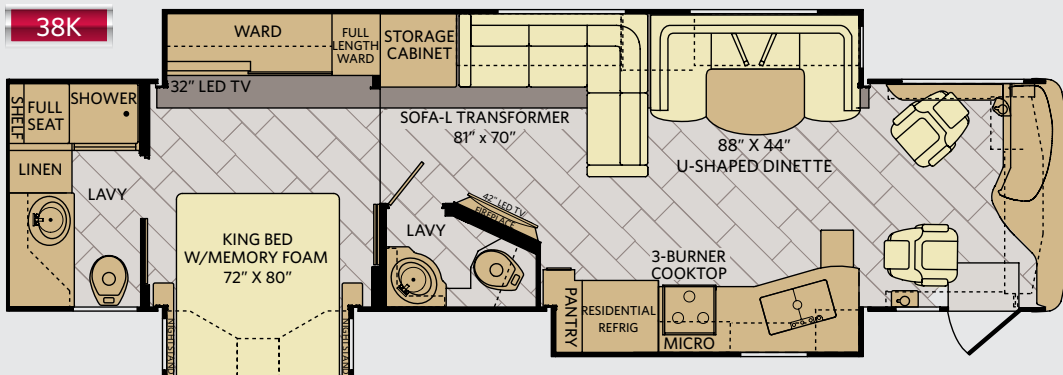 38K
WARD
FULL
LENGTH
WARD
STORAGE
CABINET
32” LED TV
SHELF
FULL
SEAT
SHOWER
LINEN
LAVY
SOFA-L TRANSFORMER
81” x 70”
88” X 44”
U-SHAPED DINETTE
42” LED TV
FIREPLACE
LAVY
KING BED
W/MEMORY FOAM
72” X 80”
3-BURNER
COOKTOP
PANTRY
RESIDENTIAL
REFRIG
MICRO
NIGHTSTAND
NIGHTSTAND